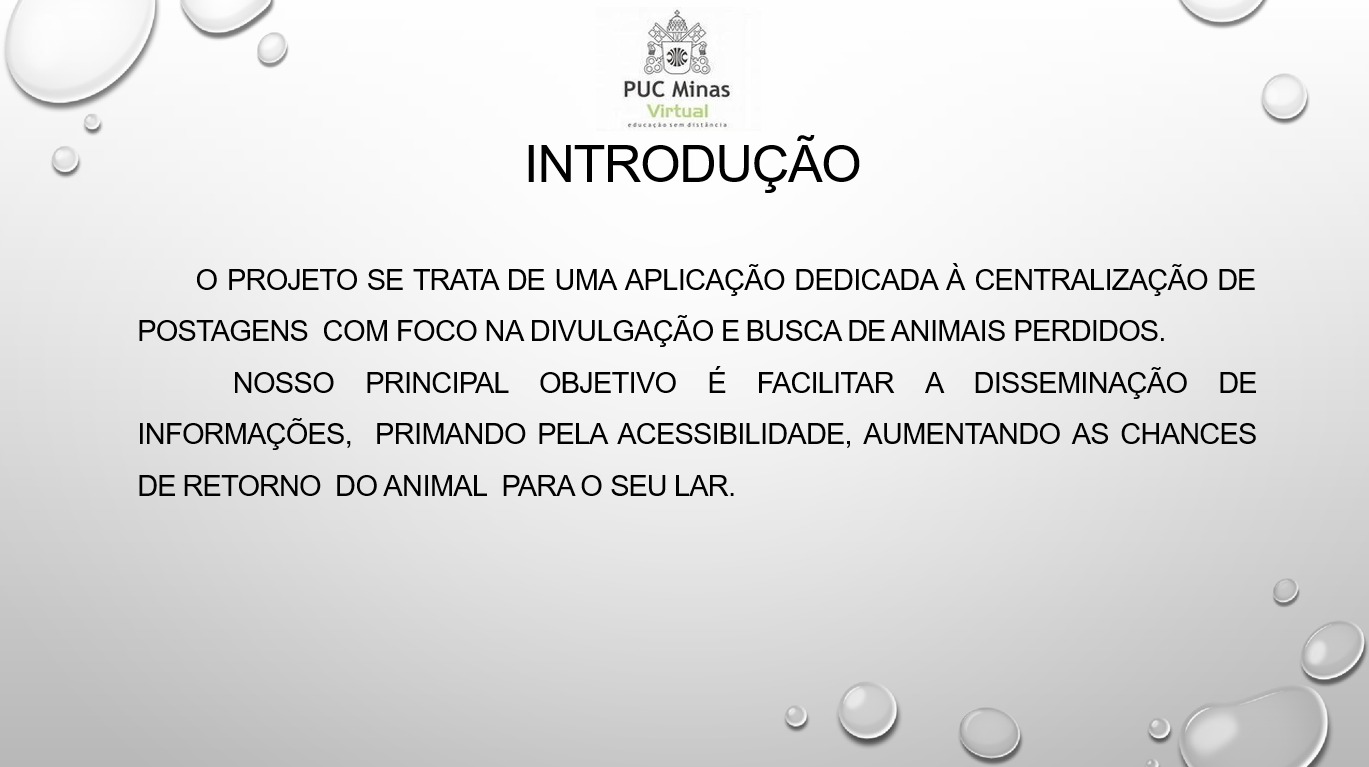 PUC Minas
Virtual
educação sem distância
INTRODUÇÃO
O PROJETO SE TRATA DE UMA APLICAÇÃO DEDICADA À CENTRALIZAÇÃO DE
POSTAGENS COM FOCO NA DIVULGAÇÃO E BUSCA DE ANIMAIS PERDIDOS.
NOSSO PRINCIPAL OBJETIVO É FACILITAR A DISSEMINAÇÃO DE
INFORMAÇÕES, PRIMANDO PELA ACESSIBILIDADE, AUMENTANDO AS CHANCES
DE RETORNO DO ANIMAL PARA O SEU LAR.